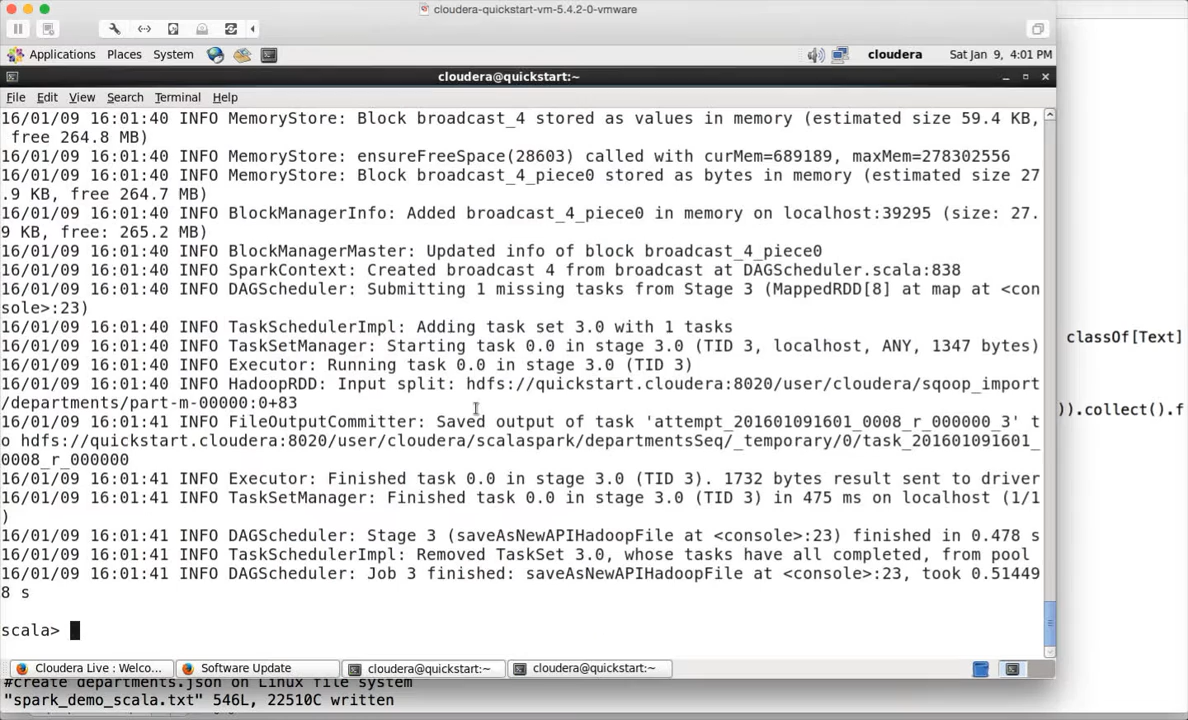 cloudera-quickstart-vm-5.4.2-0-vmware
Applications Places System cloudera Sat Jan 9, 4:01 PM
cloudera@quickstart:~
File Edit View Search Terminal Help
16/01/09 16:01:40 INFO MemoryStore: Block broadcast_4 stored as values in memory (estimated size 59.4 KB,
free 264.8 MB)
16/01/09 16:01:40 INFO MemoryStore: ensureFreeSpace(28603) called with curMem=689189, maxMem=278302556
16/01/09 16:01:40 INFO MemoryStore: Block broadcast_4_piece0 stored as bytes in memory (estimated size 27
.9 KB, free 264.7 MB)
16/01/09 16:01:40 INFO BlockManagerInfo: Added broadcast_4_piece0 in memory on localhost:39295 (size: 27.
9 KB, free: 265.2 MB)
16/01/09 16:01:40 INFO BlockManagerMaster: Updated info of block broadcast_4_piece0
16/01/09 16:01:40 INFO SparkContext: Created broadcast 4 from broadcast at DAGScheduler.scala:838
16/01/09 16:01:40 INFO DAGScheduler: Submitting 1 missing tasks from Stage 3 (MappedRDD[8] at map at <con
sole>:23)
16/01/09 16:01:40 INFO TaskSchedulerImpl: Adding task set 3.0 with 1 tasks
16/01/09 16:01:40 INFO TaskSetManager: Starting task 0.0 in stage 3.0 (TID 3, localhost, ANY, 1347 bytes)
classOf[Text]
16/01/09 16:01:40 INFO Executor: Running task 0.0 in stage 3.0 (TID 3)
16/01/09 16:01:40 INFO HadoopRDD: Input split: hdfs://quickstart.cloudera:8020/user/cloudera/sqoop_import
/departments/part-m-00000:0+83
)).collect().f
16/01/09 16:01:41 INFO FileOutputCommitter: Saved output of task 'attempt_201601091601_0008_r_000000_3' t
o hdfs://quickstart.cloudera:8020/user/cloudera/scalaspark/departmentsSeq/_temporary/0/task_201601091601_
0008_r_000000
16/01/09 16:01:41 INFO Executor: Finished task 0.0 in stage 3.0 (TID 3). 1732 bytes result sent to driver
16/01/09 16:01:41 INFO TaskSetManager: Finished task 0.0 in stage 3.0 (TID 3) in 475 ms on localhost (1/1
)
16/01/09 16:01:41 INFO DAGScheduler: Stage 3 (saveAsNewAPIHadoopFile at <console>:23) finished in 0.478 s
16/01/09 16:01:41 INFO TaskSchedulerImpl: Removed TaskSet 3.0, whose tasks have all completed, from pool
16/01/09 16:01:41 INFO DAGScheduler: Job 3 finished: saveAsNewAPIHadoopFile at <console>:23, took 0.51449
8 s
scala>
Cloudera Live : Welco... Software Update cloudera@quickstart:~ cloudera@quickstart:~
#create departments.json on Linux file system
"spark_demo_scala.txt" 546L, 22510C written